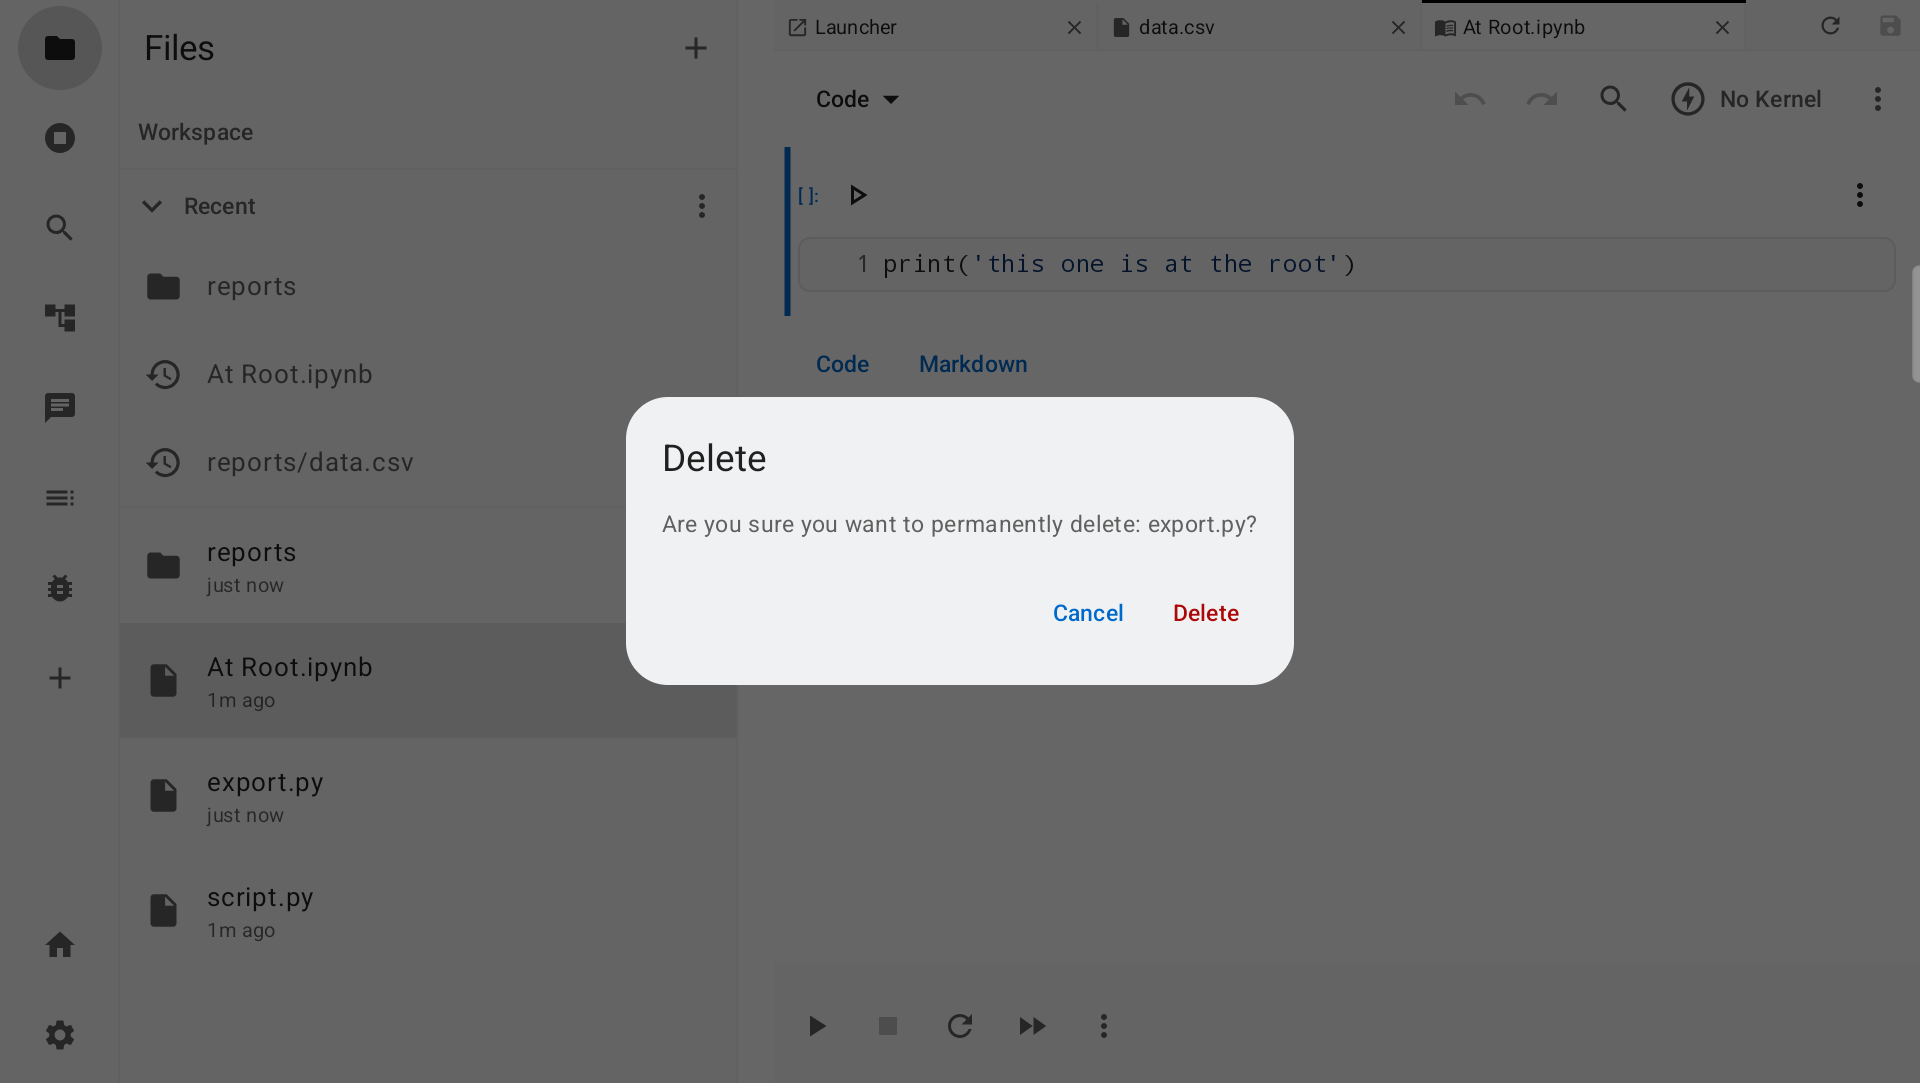 Files
Workspace
Recent
reports
At Root.ipynb
reports/data.csv
reports
just now
At Root.ipynb
1m ago
export.py
just now
script.py
1m ago
Launcher
data.csv
At Root.ipynb
Code
No Kernel
[ ]:
1 print('this one is at the root')
Code Markdown
Delete
Are you sure you want to permanently delete: export.py?
Cancel Delete